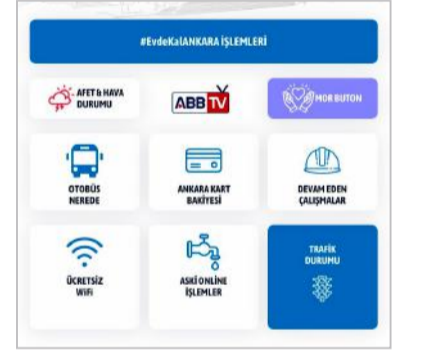 #EvdeKalANKARA İŞLEMLERİ
AFET & HAVA
DURUMU
ABB TV
MOR BUTON
OTOBÜS
NEREDE
ANKARA KART
BAKİYESİ
DEVAM EDEN
ÇALIŞMALAR
ÜCRETSİZ
WiFi
ASKİ ONLINE
İŞLEMLER
TRAFİK
DURUMU